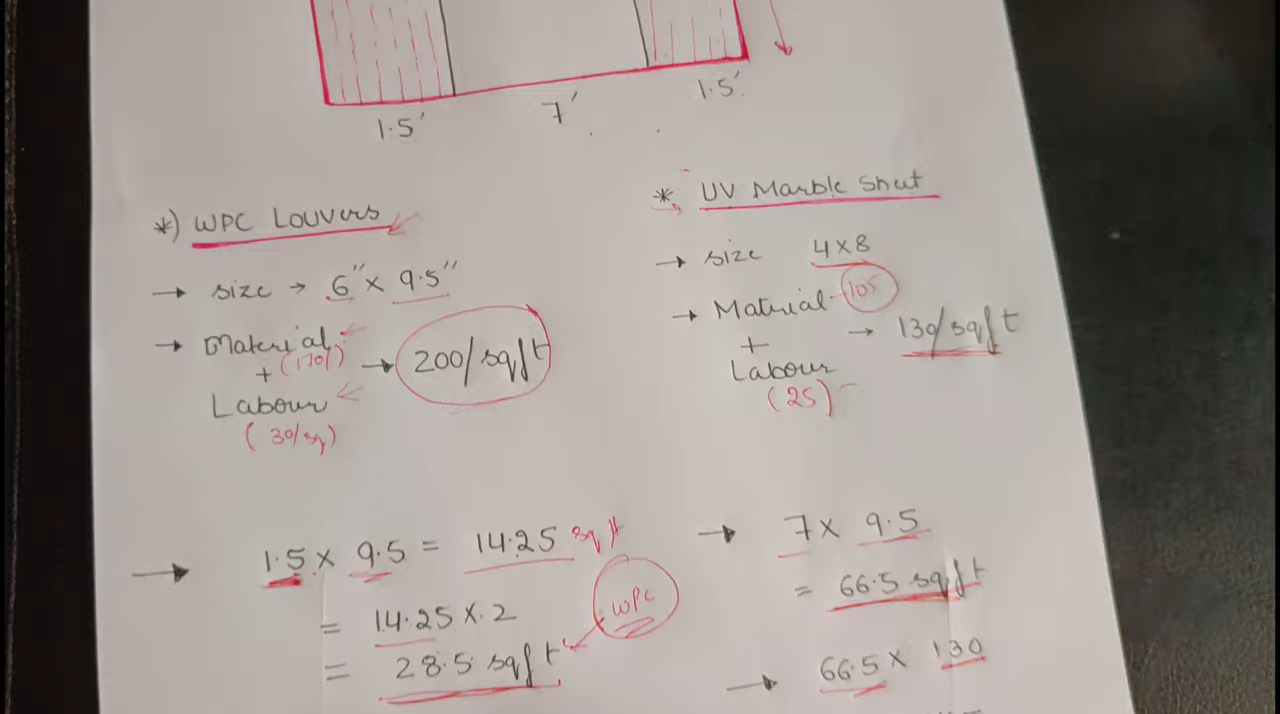 1.5'
7'
1.5'
*) WPC Louvers
→ size → 6" x 9.5"
→ Material (170/)
+
Labour (30/sq)
→ 200/sqft
* UV Marble Sheet
→ size 4x8
→ Material 105
+
Labour (25)
→ 130/sqft
→ 1.5 x 9.5 = 14.25 sqft
= 14.25 x 2
= 28.5 sqft
WPC
→ 7 x 9.5
= 66.5 sqft
→ 66.5 x 130